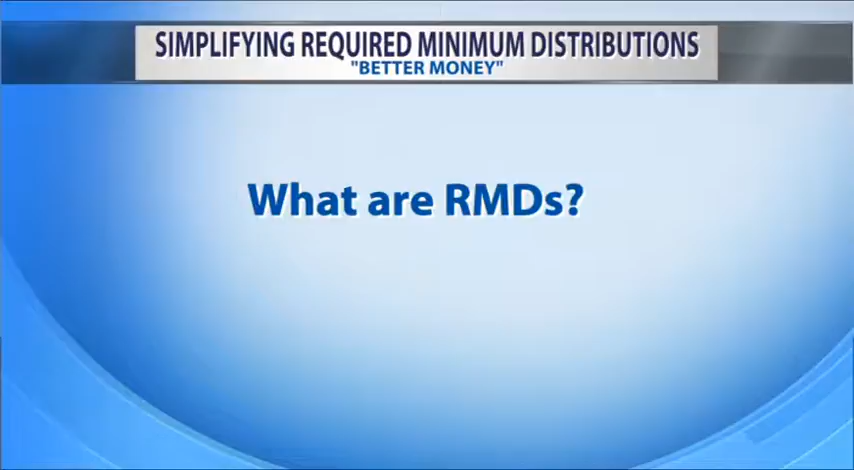 SIMPLIFYING REQUIRED MINIMUM DISTRIBUTIONS
"BETTER MONEY"
What are RMDs?